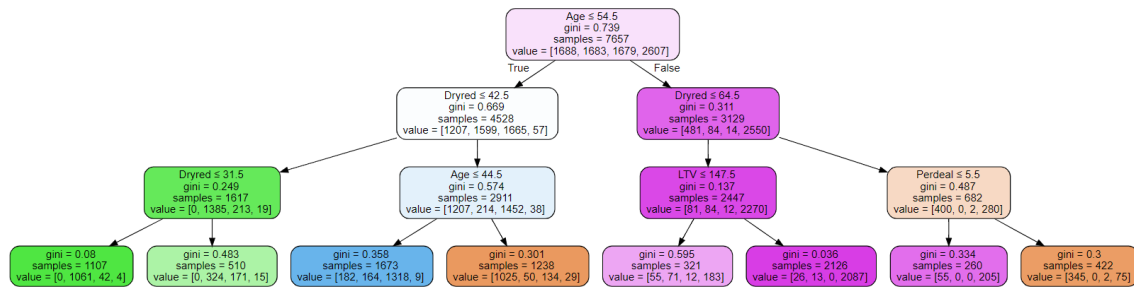 Age ≤ 54.5
gini = 0.739
samples = 7657
value = [1688, 1683, 1679, 2607]
True
False
Dryred ≤ 42.5
gini = 0.669
samples = 4528
value = [1207, 1599, 1665, 57]
Dryred ≤ 64.5
gini = 0.311
samples = 3129
value = [481, 84, 14, 2550]
Dryred ≤ 31.5
gini = 0.249
samples = 1617
value = [0, 1385, 213, 19]
Age ≤ 44.5
gini = 0.574
samples = 2911
value = [1207, 214, 1452, 38]
LTV ≤ 147.5
gini = 0.137
samples = 2447
value = [81, 84, 12, 2270]
Perdeal ≤ 5.5
gini = 0.487
samples = 682
value = [400, 0, 2, 280]
gini = 0.08
samples = 1107
value = [0, 1061, 42, 4]
gini = 0.483
samples = 510
value = [0, 324, 171, 15]
gini = 0.358
samples = 1673
value = [182, 164, 1318, 9]
gini = 0.301
samples = 1238
value = [1025, 50, 134, 29]
gini = 0.595
samples = 321
value = [55, 71, 12, 183]
gini = 0.036
samples = 2126
value = [26, 13, 0, 2087]
gini = 0.334
samples = 260
value = [55, 0, 0, 205]
gini = 0.3
samples = 422
value = [345, 0, 2, 75]